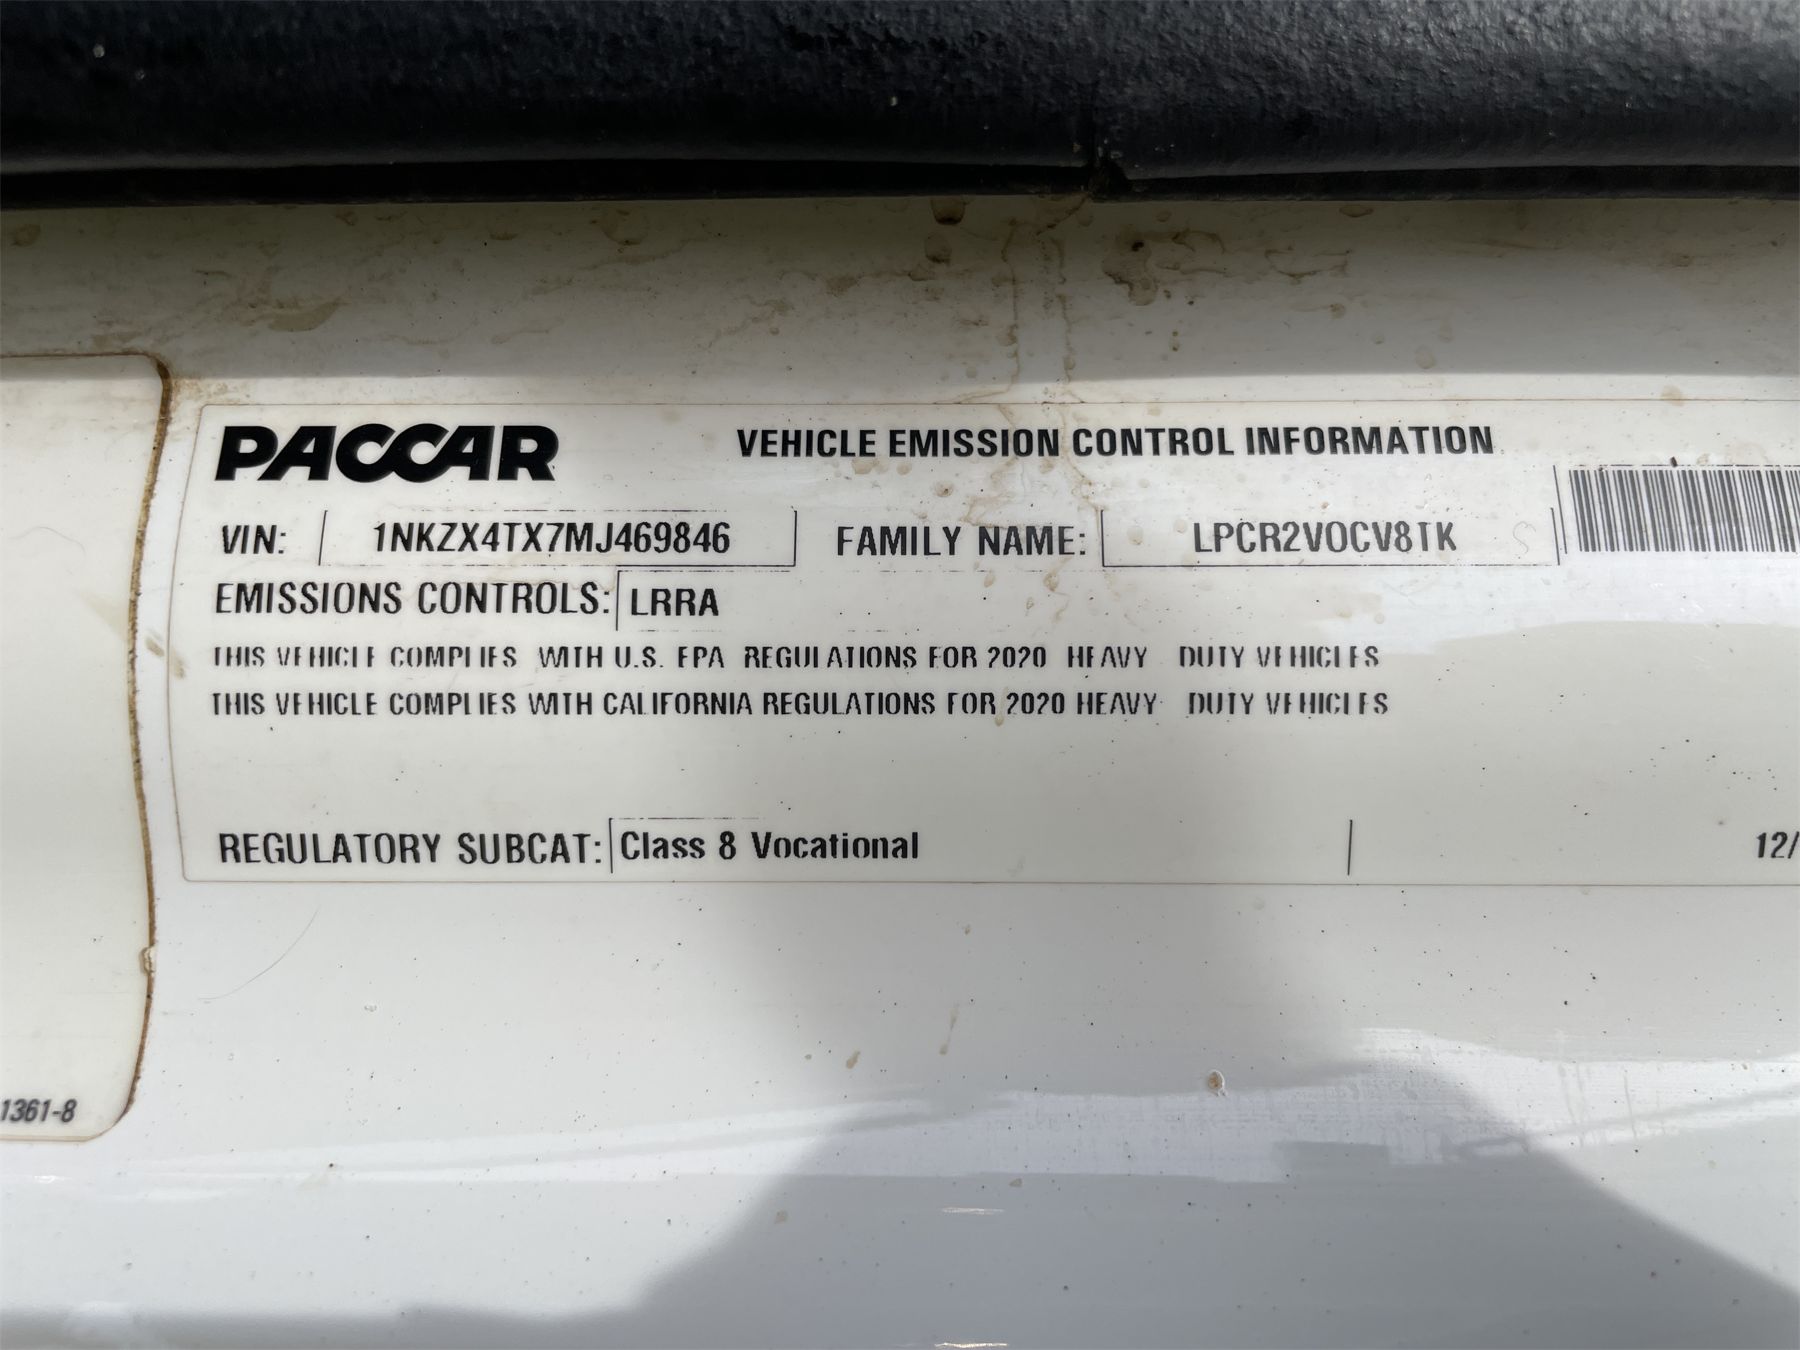 PACCAR VEHICLE EMISSION CONTROL INFORMATION
VIN: 1NKZX4TX7MJ469846 FAMILY NAME: LPCR2VOCV8TK
EMISSIONS CONTROLS: LRRA
THIS VEHICLE COMPLIES WITH U.S. EPA REGULATIONS FOR 2020 HEAVY DUTY VEHICLES
THIS VEHICLE COMPLIES WITH CALIFORNIA REGULATIONS FOR 2020 HEAVY DUTY VEHICLES
REGULATORY SUBCAT: Class 8 Vocational 12/
1361-8